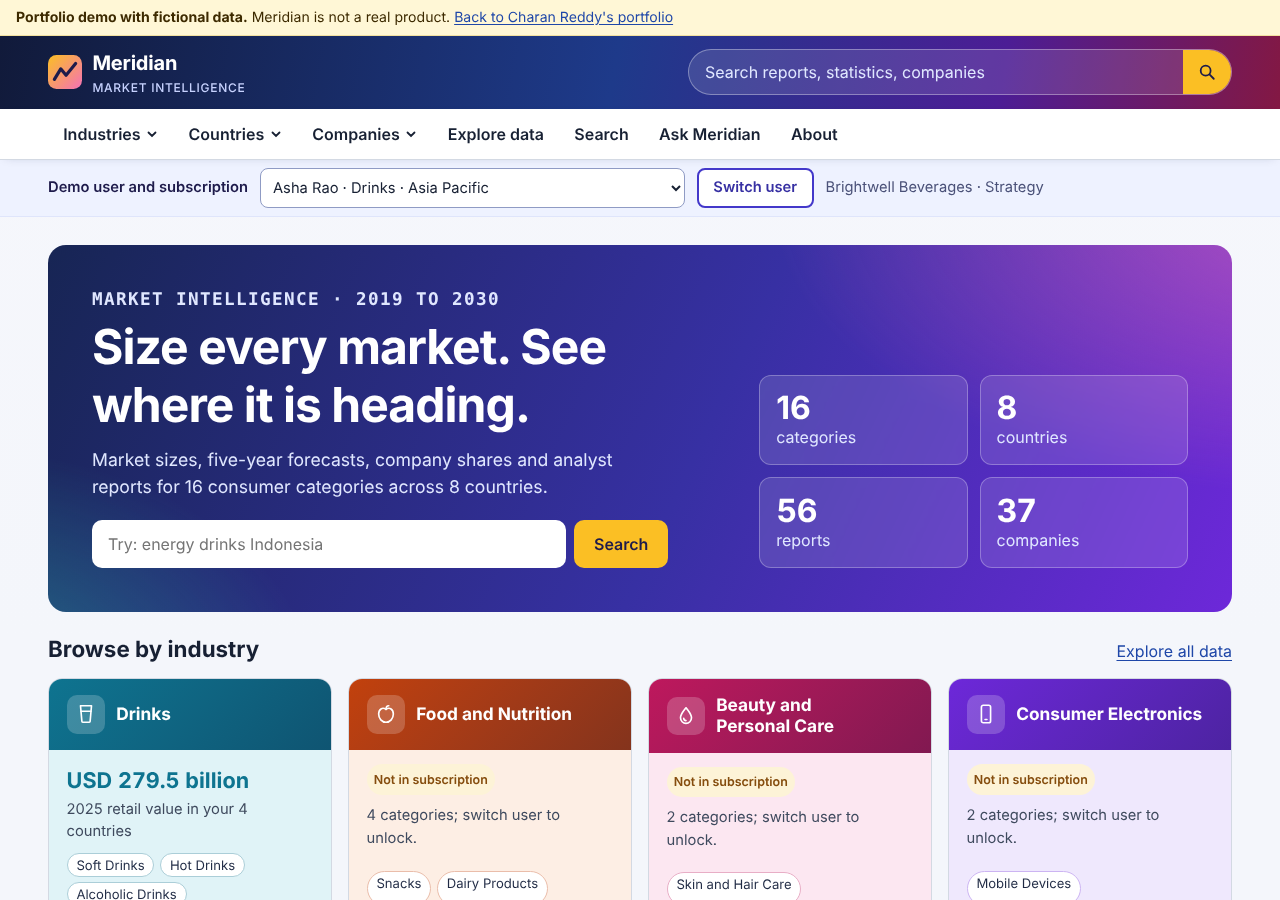 Portfolio demo with fictional data. Meridian is not a real product. Back to Charan Reddy's portfolio
Meridian
MARKET INTELLIGENCE
Search reports, statistics, companies
Industries
Countries
Companies
Explore data
Search
Ask Meridian
About
Demo user and subscription
Asha Rao · Drinks · Asia Pacific
Switch user
Brightwell Beverages · Strategy
MARKET INTELLIGENCE · 2019 TO 2030
Size every market. See
where it is heading.
Market sizes, five-year forecasts, company shares and analyst
reports for 16 consumer categories across 8 countries.
Try: energy drinks Indonesia
Search
16
categories
8
countries
56
reports
37
companies
Browse by industry
Explore all data
Drinks
USD 279.5 billion
2025 retail value in your 4
countries
Soft Drinks
Hot Drinks
Alcoholic Drinks
Food and Nutrition
Not in subscription
4 categories; switch user to
unlock.
Snacks
Dairy Products
Beauty and
Personal Care
Not in subscription
2 categories; switch user to
unlock.
Skin and Hair Care
Consumer Electronics
Not in subscription
2 categories; switch user to
unlock.
Mobile Devices